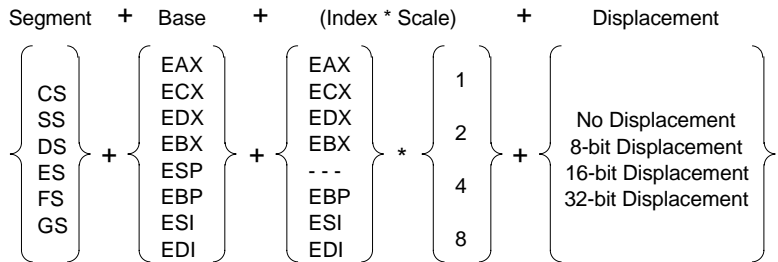 Segment + Base + (Index * Scale) + Displacement
CS
SS
DS
ES
FS
GS
+
EAX
ECX
EDX
EBX
ESP
EBP
ESI
EDI
+
EAX
ECX
EDX
EBX
- - -
EBP
ESI
EDI
*
1
2
4
8
+
No Displacement
8-bit Displacement
16-bit Displacement
32-bit Displacement